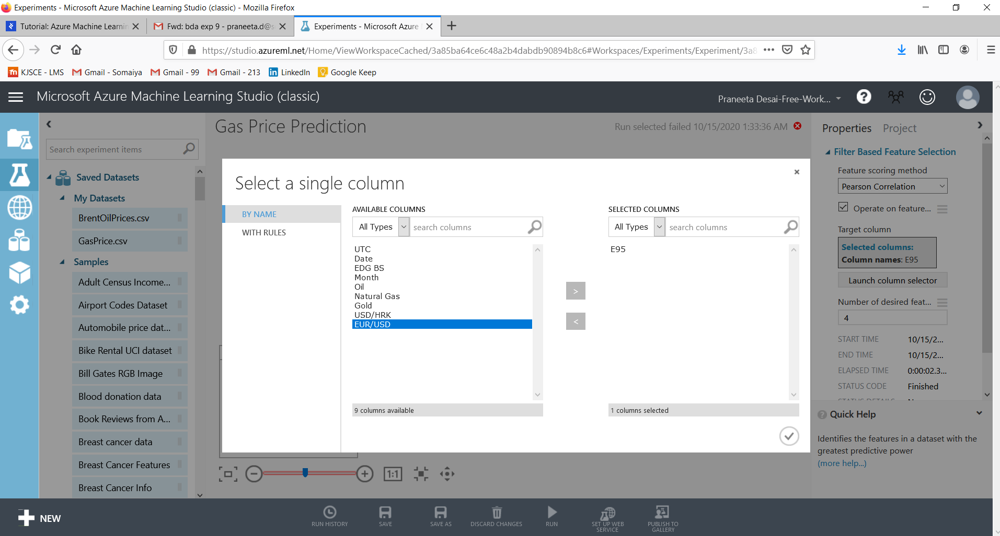 Experiments - Microsoft Azure Machine Learning Studio (classic) - Mozilla Firefox
Tutorial: Azure Machine Learnin
Fwd: bda exp 9 - praneeta.d@s
Experiments - Microsoft Azure
https://studio.azureml.net/Home/ViewWorkspaceCached/3a85ba64ce6c48a2b4dabdb90894b8c6#Workspaces/Experiments/Experiment/3a8
KJSCE - LMS
Gmail - Somaiya
Gmail - 99
Gmail - 213
LinkedIn
Google Keep
Microsoft Azure Machine Learning Studio (classic)
Praneeta Desai-Free-Work...
Search experiment items
Saved Datasets
My Datasets
BrentOilPrices.csv
GasPrice.csv
Samples
Adult Census Income...
Airport Codes Dataset
Automobile price dat...
Bike Rental UCI dataset
Bill Gates RGB Image
Blood donation data
Book Reviews from A...
Breast cancer data
Breast Cancer Features
Breast Cancer Info
Gas Price Prediction
Run selected failed 10/15/2020 1:33:36 AM
Select a single column
BY NAME
WITH RULES
AVAILABLE COLUMNS
All Types
search columns
UTC
Date
EDG BS
Month
Oil
Natural Gas
Gold
USD/HRK
EUR/USD
9 columns available
>
<
SELECTED COLUMNS
All Types
search columns
E95
1 columns selected
1:1
Properties
Project
Filter Based Feature Selection
Feature scoring method
Pearson Correlation
Operate on feature...
Target column
Selected columns:
Column names: E95
Launch column selector
Number of desired feat...
4
START TIME 10/15/2...
END TIME 10/15/2...
ELAPSED TIME 0:00:02.3...
STATUS CODE Finished
Quick Help
Identifies the features in a dataset with the
greatest predictive power
(more help...)
NEW
RUN HISTORY
SAVE
SAVE AS
DISCARD CHANGES
RUN
SET UP WEB
SERVICE
PUBLISH TO
GALLERY